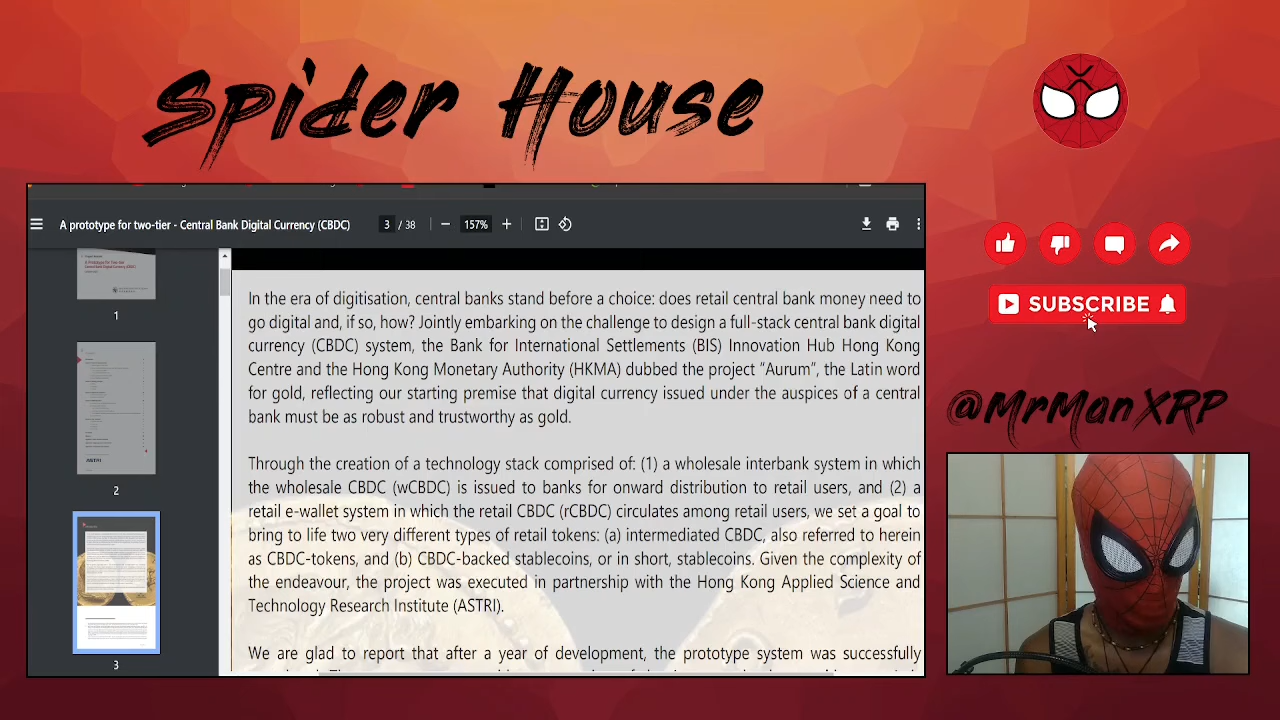 Spider House
A prototype for two-tier - Central Bank Digital Currency (CBDC)
3 / 38
157%
1
2
3
In the era of digitisation, central banks stand before a choice: does retail central bank money need to
go digital and, if so, how? Jointly embarking on the challenge to design a full-stack central bank digital
currency (CBDC) system, the Bank for International Settlements (BIS) Innovation Hub Hong Kong
Centre and the Hong Kong Monetary Authority (HKMA) dubbed the project “Aurum”, the Latin word
for gold, reflecting our starting premise that digital currency issued under the auspices of a central
bank must be as robust and trustworthy as gold.
Through the creation of a technology stack comprised of: (1) a wholesale interbank system in which
the wholesale CBDC (wCBDC) is issued to banks for onward distribution to retail users, and (2) a
retail e-wallet system in which the retail CBDC (rCBDC) circulates among retail users, we set a goal to
bring to life two very different types of retail tokens: (a) intermediated CBDC, also referred to herein
as CBDC-tokens and (b) CBDC-backed stablecoins, or in short, stablecoins. Given the complexity of
the endeavour, the project was executed in partnership with the Hong Kong Applied Science and
Technology Research Institute (ASTRI).
We are glad to report that after a year of development, the prototype system was successfully
SUBSCRIBE
@MrManXRP